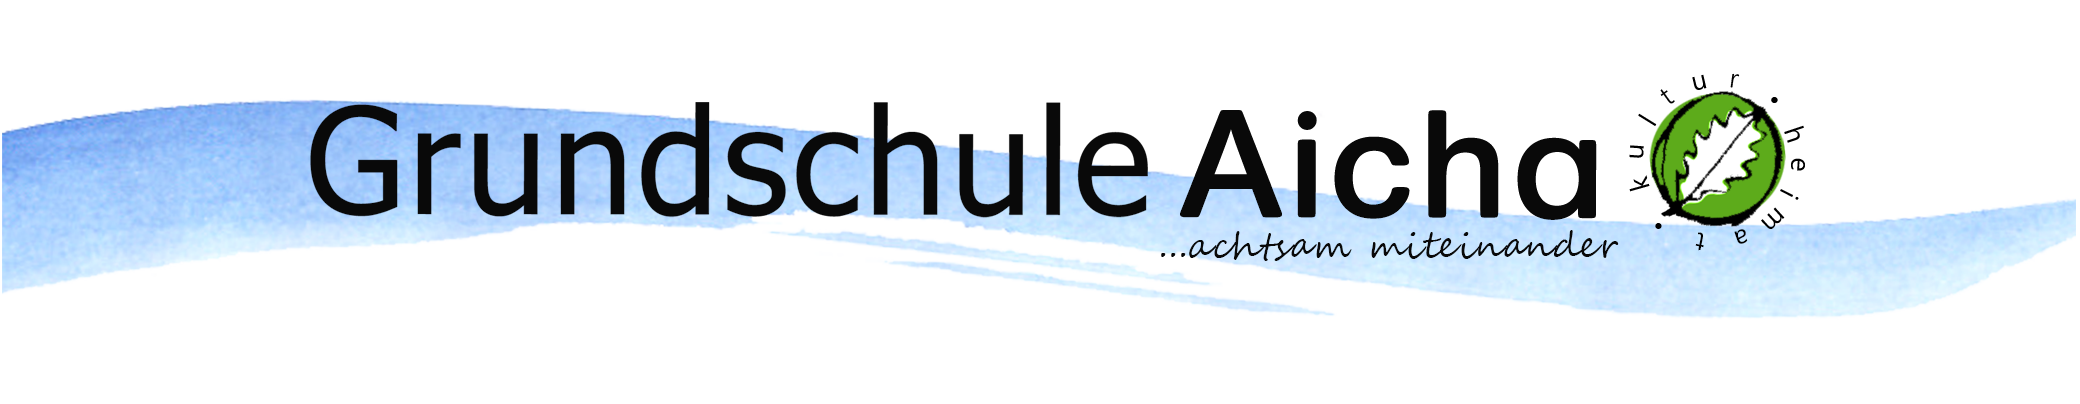 Grundschule Aicha
...achtsam miteinander
kultur • heimat •